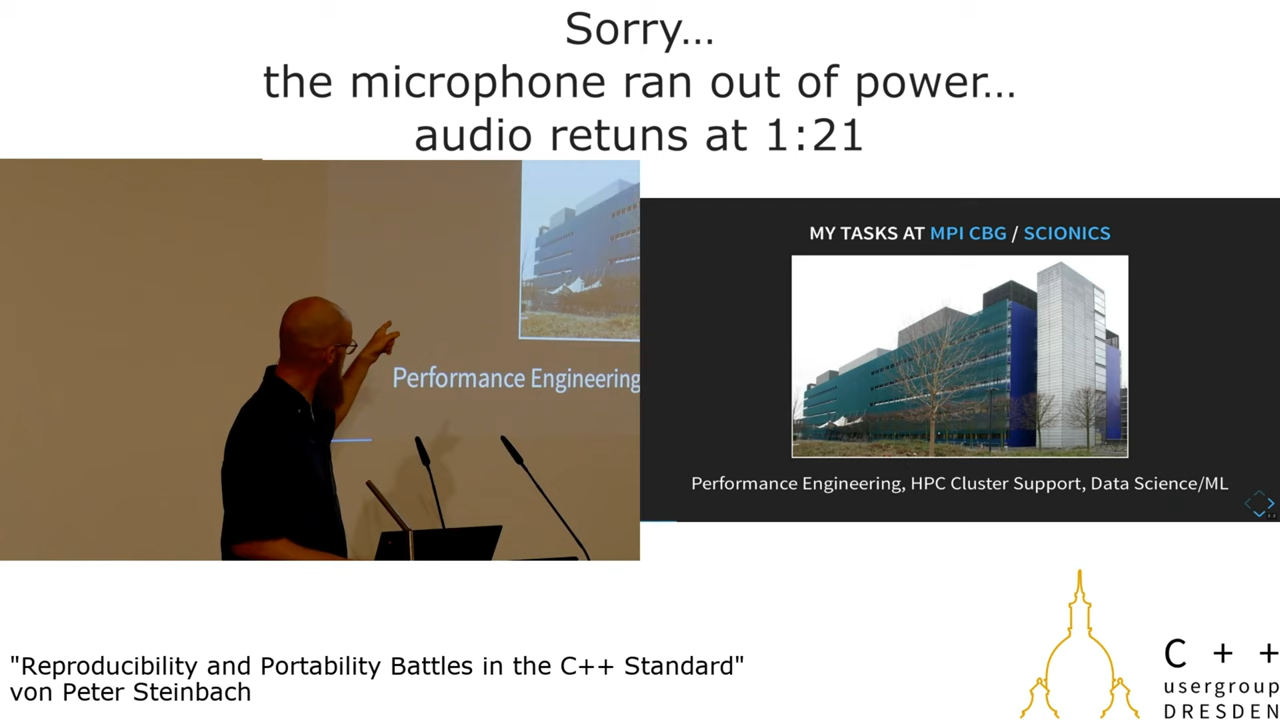 Sorry...
the microphone ran out of power...
audio retuns at 1:21
Performance Engineering
MY TASKS AT MPI CBG / SCIONICS
Performance Engineering, HPC Cluster Support, Data Science/ML
"Reproducibility and Portability Battles in the C++ Standard"
von Peter Steinbach
C + +
usergroup
DRESDEN